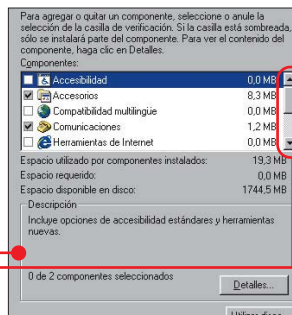 Para agregar o quitar un componente, seleccione o anule la
selección de la casilla de verificación. Si la casilla está sombreada,
sólo se instalará parte del componente. Para ver el contenido del
componente, haga clic en Detalles.
Componentes:
Accesibilidad 0,0 MB
Accesorios 8,3 MB
Compatibilidad multilingüe 0,0 MB
Comunicaciones 1,2 MB
Herramientas de Internet 0,0 MB
Espacio utilizado por componentes instalados: 19,3 MB
Espacio requerido: 0,0 MB
Espacio disponible en disco: 1744,5 MB
Descripción
Incluye opciones de accesibilidad estándares y herramientas
nuevas.
0 de 2 componentes seleccionados
Detalles...
Utilizar disco